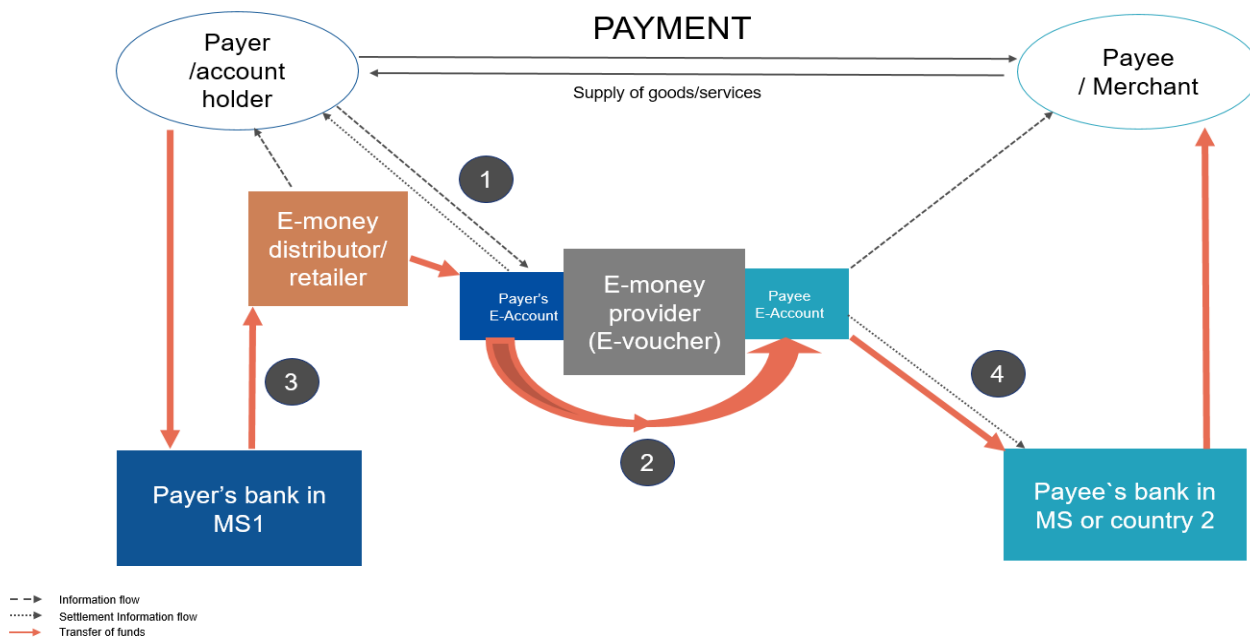 PAYMENT
Payer
/account
holder
Payee
/ Merchant
Supply of goods/services
1
E-money
distributor/
retailer
Payer’s
E-Account
E-money
provider
(E-voucher)
Payee
E-Account
3
4
2
Payer’s bank in
MS1
Payee`s bank in
MS or country 2
Information flow
Settlement Information flow
Transfer of funds